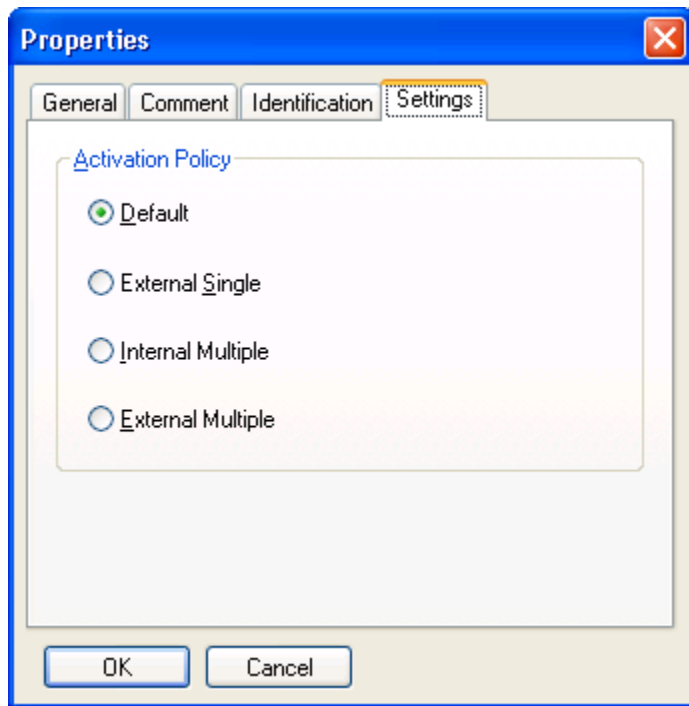 Properties
General Comment Identification Settings
Activation Policy
Default
External Single
Internal Multiple
External Multiple
OK Cancel